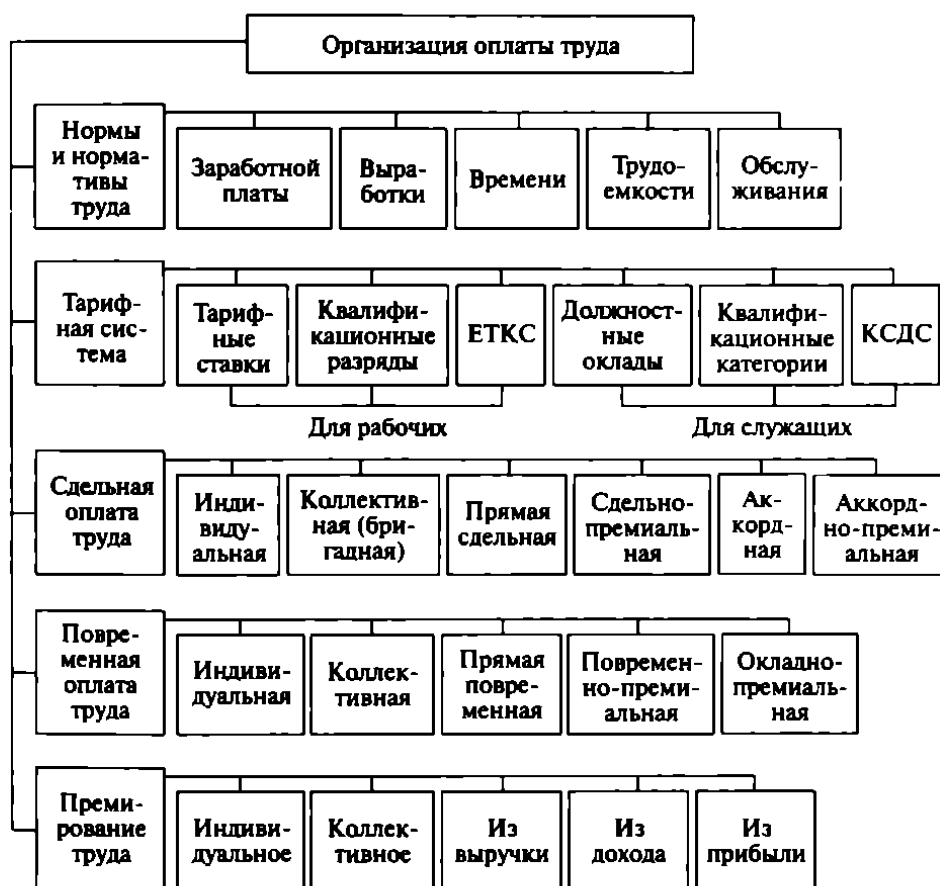 Организация оплаты труда
Нормы
и норма-
тивы
труда
Заработной
платы
Выра-
ботки
Времени
Трудо-
емкости
Обслу-
живания
Тариф-
ная сис-
тема
Тариф-
ные
ставки
Квалифи-
кационные
разряды
ЕТКС
Должност-
ные
оклады
Квалифи-
кационные
категории
КСДС
Для рабочих
Для служащих
Сдельная
оплата
труда
Инди-
виду-
альная
Коллектив-
ная (бри-
гадная)
Прямая
сдельная
Сдельно-
премиаль-
ная
Ак-
корд-
ная
Аккорд-
но-преми-
альная
Повре-
менная
оплата
труда
Индиви-
дуальная
Коллек-
тивная
Прямая
повре-
менная
Повремен-
но-преми-
альная
Окладно-
премиаль-
ная
Преми-
рование
труда
Индиви-
дуальное
Коллек-
тивное
Из
выручки
Из
дохода
Из
прибыли